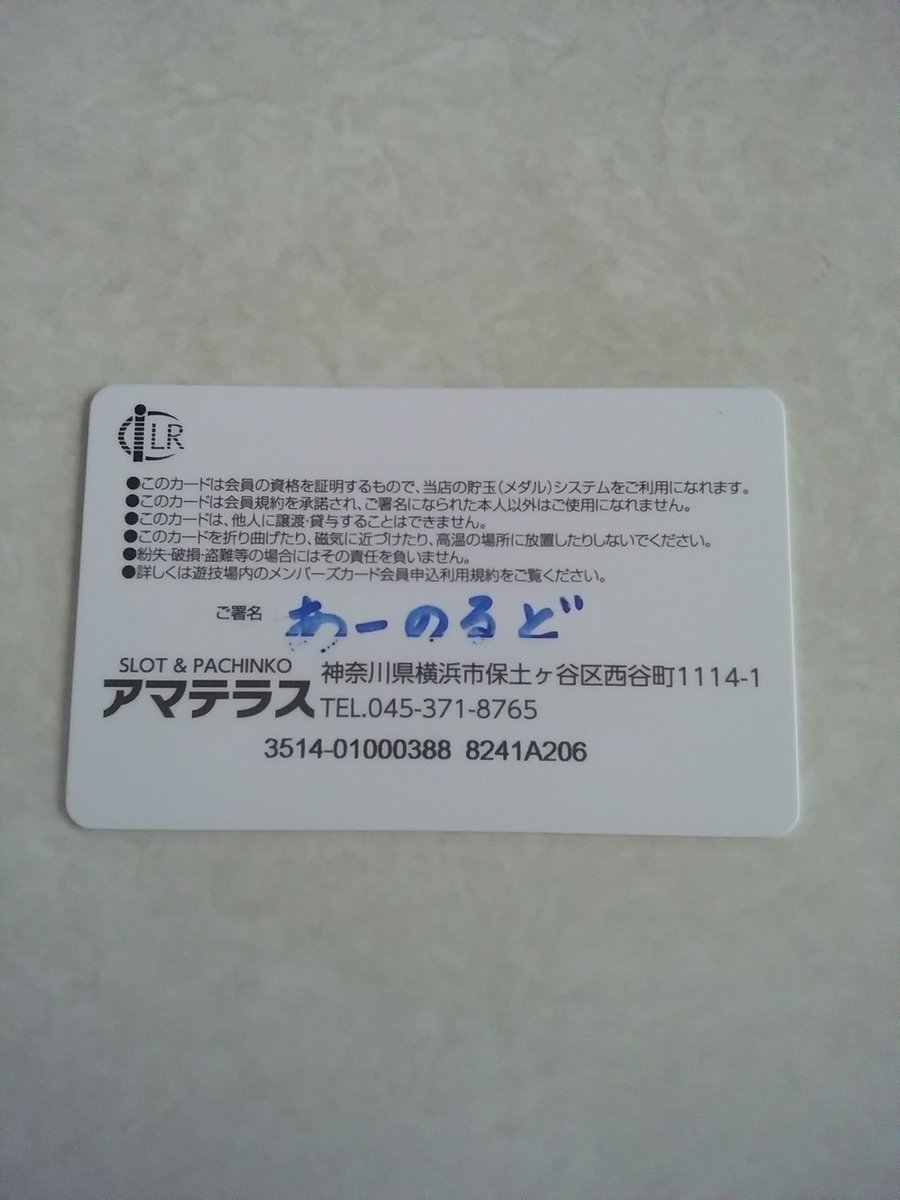 iLR
●このカードは会員の資格を証明するもので、当店の貯玉(メダル)システムをご利用になれます。
●このカードは会員規約を承諾され、ご署名になられた本人以外はご使用になれません。
●このカードは、他人に譲渡・貸与することはできません。
●このカードを折り曲げたり、磁気に近づけたり、高温の場所に放置したりしないでください。
●紛失・破損・盗難等の場合にはその責任を負いません。
●詳しくは遊技場内のメンバーズカード会員申込利用規約をご覧ください。
ご署名 あーのるど
SLOT & PACHINKO
アマテラス
神奈川県横浜市保土ヶ谷区西谷町1114-1
TEL.045-371-8765
3514-01000388 8241A206